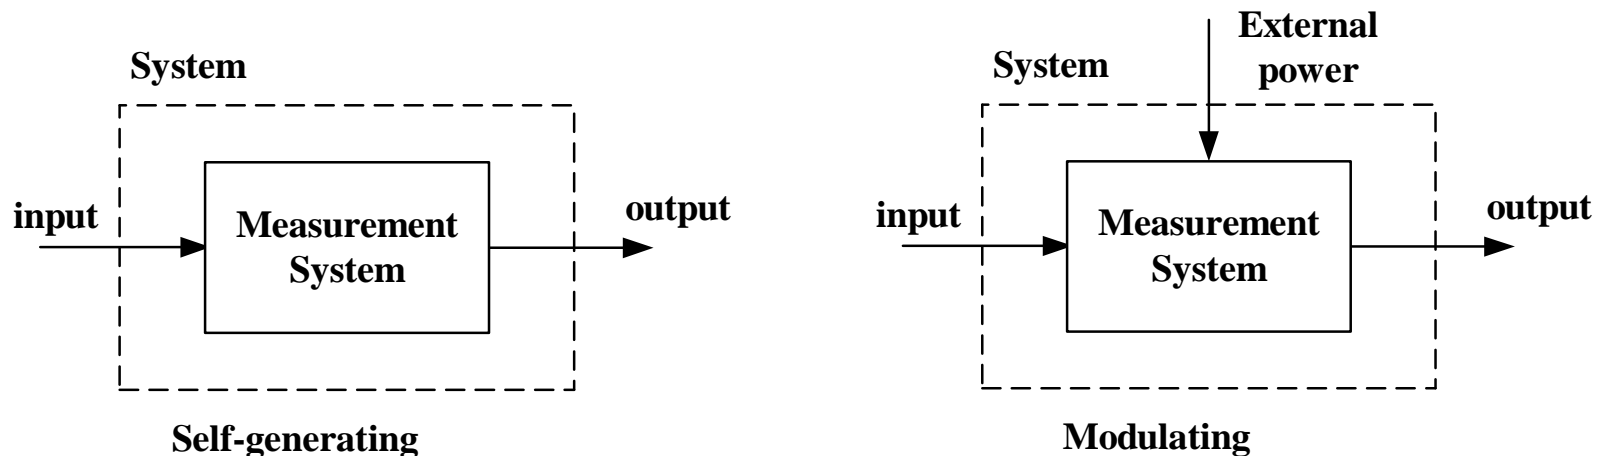 System
input
Measurement
System
output
Self-generating
External
power
System
input
Measurement
System
output
Modulating